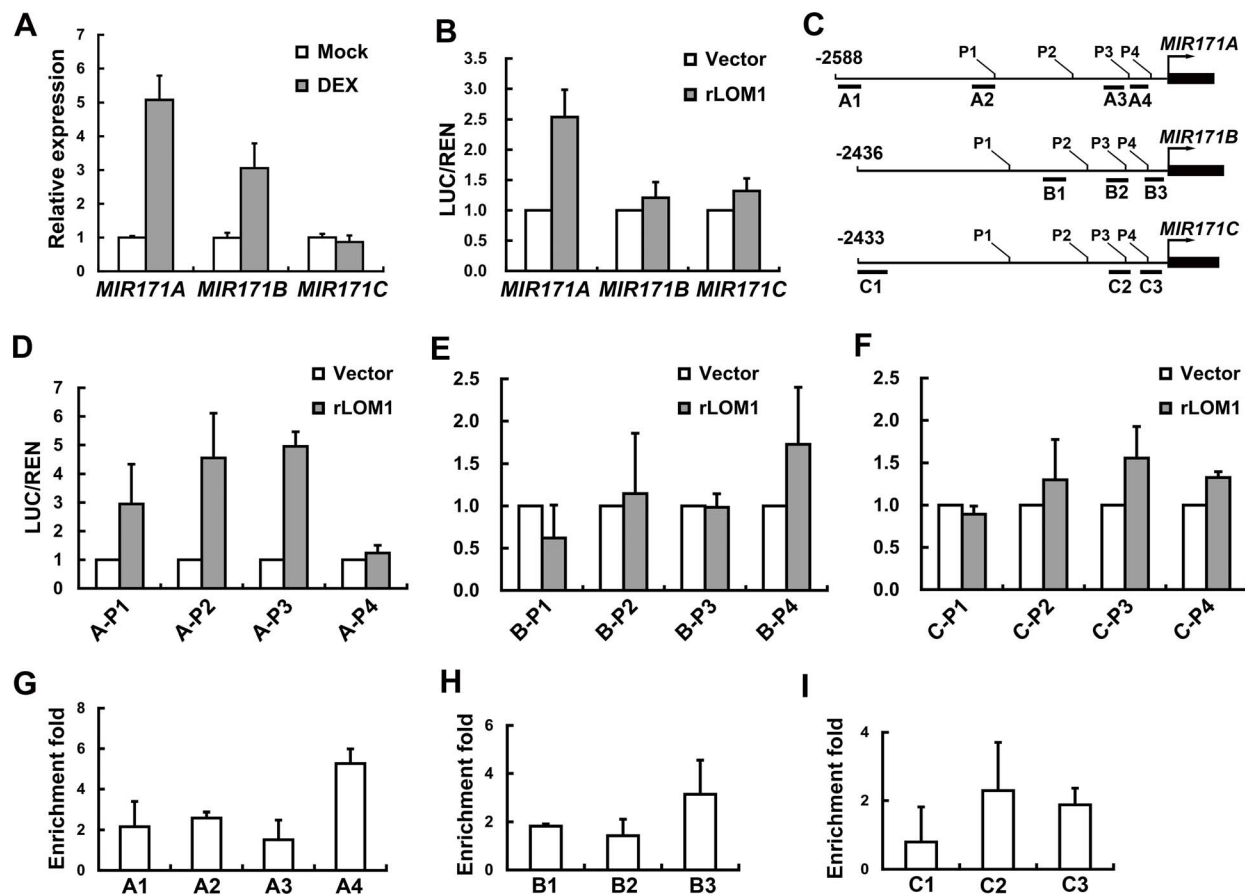 A
Relative expression
8
7
6
5
4
3
2
1
0
Mock
DEX
MIR171A MIR171B MIR171C
B
LUC/REN
3.5
3.0
2.5
2.0
1.5
1.0
0.5
0.0
Vector
rLOM1
MIR171A MIR171B MIR171C
C
-2588 P1 P2 P3 P4 MIR171A
A1 A2 A3 A4
-2436 P1 P2 P3 P4 MIR171B
B1 B2 B3
-2433 P1 P2 P3 P4 MIR171C
C1 C2 C3
D
LUC/REN
7
6
5
4
3
2
1
0
Vector
rLOM1
A-P1 A-P2 A-P3 A-P4
E
2.5
2.0
1.5
1.0
0.5
0.0
Vector
rLOM1
B-P1 B-P2 B-P3 B-P4
F
2.5
2.0
1.5
1.0
0.5
0.0
Vector
rLOM1
C-P1 C-P2 C-P3 C-P4
G
Enrichment fold
8
6
4
2
0
A1 A2 A3 A4
H
Enrichment fold
6
4
2
0
B1 B2 B3
I
Enrichment fold
4
2
0
C1 C2 C3